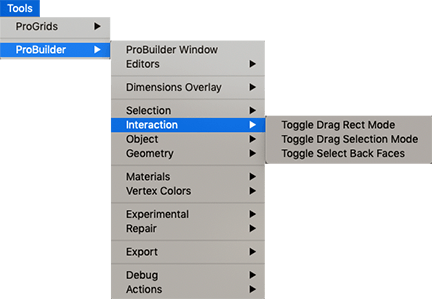 Tools
ProGrids
ProBuilder
ProBuilder Window
Editors
Dimensions Overlay
Selection
Interaction
Object
Geometry
Materials
Vertex Colors
Experimental
Repair
Export
Debug
Actions
Toggle Drag Rect Mode
Toggle Drag Selection Mode
Toggle Select Back Faces